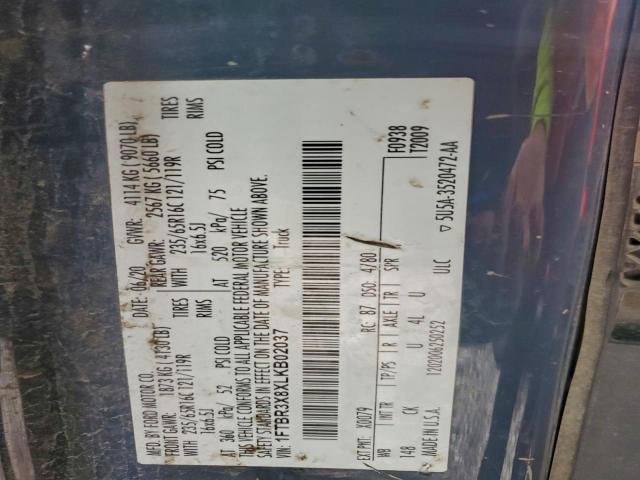 MFD. BY FORD MOTOR CO. DATE: 06/20 GVWR: 4114 KG ( 9070 LB)
FRONT GAWR: 1873 KG ( 4130 LB) REAR GAWR: 2567 KG ( 5660 LB)
235/65R16C 121/119R TIRES WITH 235/65R16C 121/119R TIRES
16x6.5J RIMS 16x6.5J RIMS
AT 360 kPa/ 52 PSI COLD AT 520 kPa/ 75 PSI COLD
THIS VEHICLE CONFORMS TO ALL APPLICABLE FEDERAL MOTOR VEHICLE
SAFETY STANDARDS IN EFFECT ON THE DATE OF MANUFACTURE SHOWN ABOVE.
VIN: 1FTBR3X8XLKB02037 TYPE: Truck
F0938
T2009
EXT PNT: X0079 RC: 87 DSO: 4/80
WB INT TR TP/PS R AXLE TR SPR
148 CK U 4L U
MADE IN U.S.A. 1202006250252 ULC
5U5A-3520472-AA